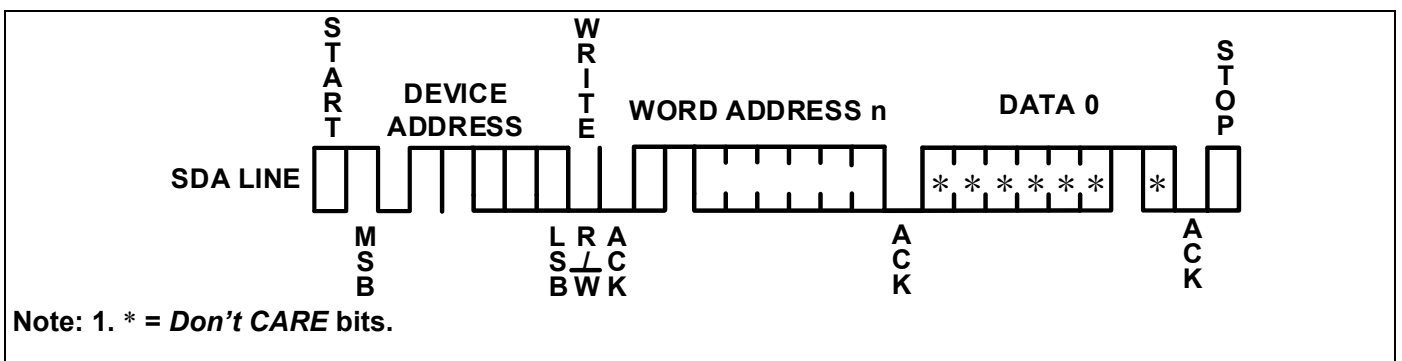 START
WRITE
STOP
DEVICE
ADDRESS
WORD ADDRESS n
DATA 0
SDA LINE
* * * * * * *
MSB
LSB
R/W
ACK
ACK
ACK
Note: 1. * = Don't CARE bits.